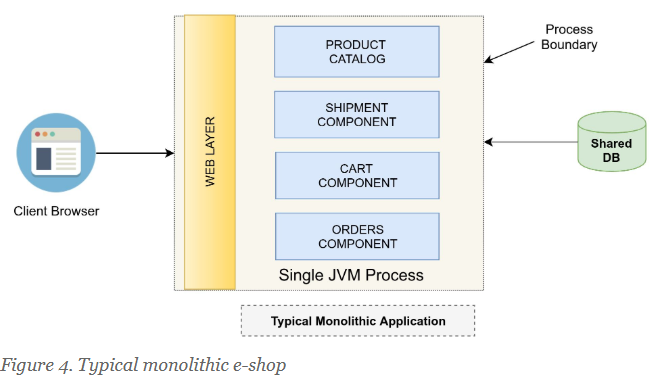 PRODUCT
CATALOG
Process
Boundary
SHIPMENT
COMPONENT
WEB LAYER
Shared
DB
CART
COMPONENT
Client Browser
ORDERS
COMPONENT
Single JVM Process
Typical Monolithic Application
Figure 4. Typical monolithic e-shop